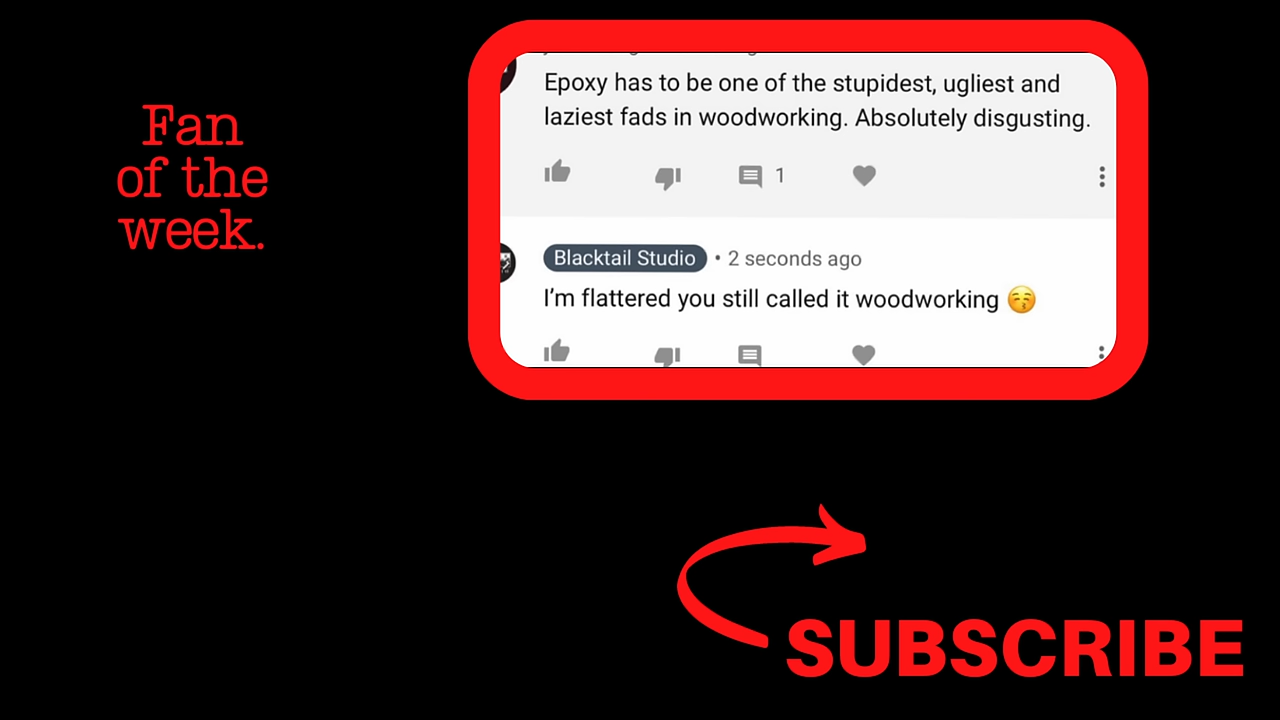 Fan
of the
week.
Epoxy has to be one of the stupidest, ugliest and
laziest fads in woodworking. Absolutely disgusting.
1
Blacktail Studio • 2 seconds ago
I’m flattered you still called it woodworking 😚
SUBSCRIBE